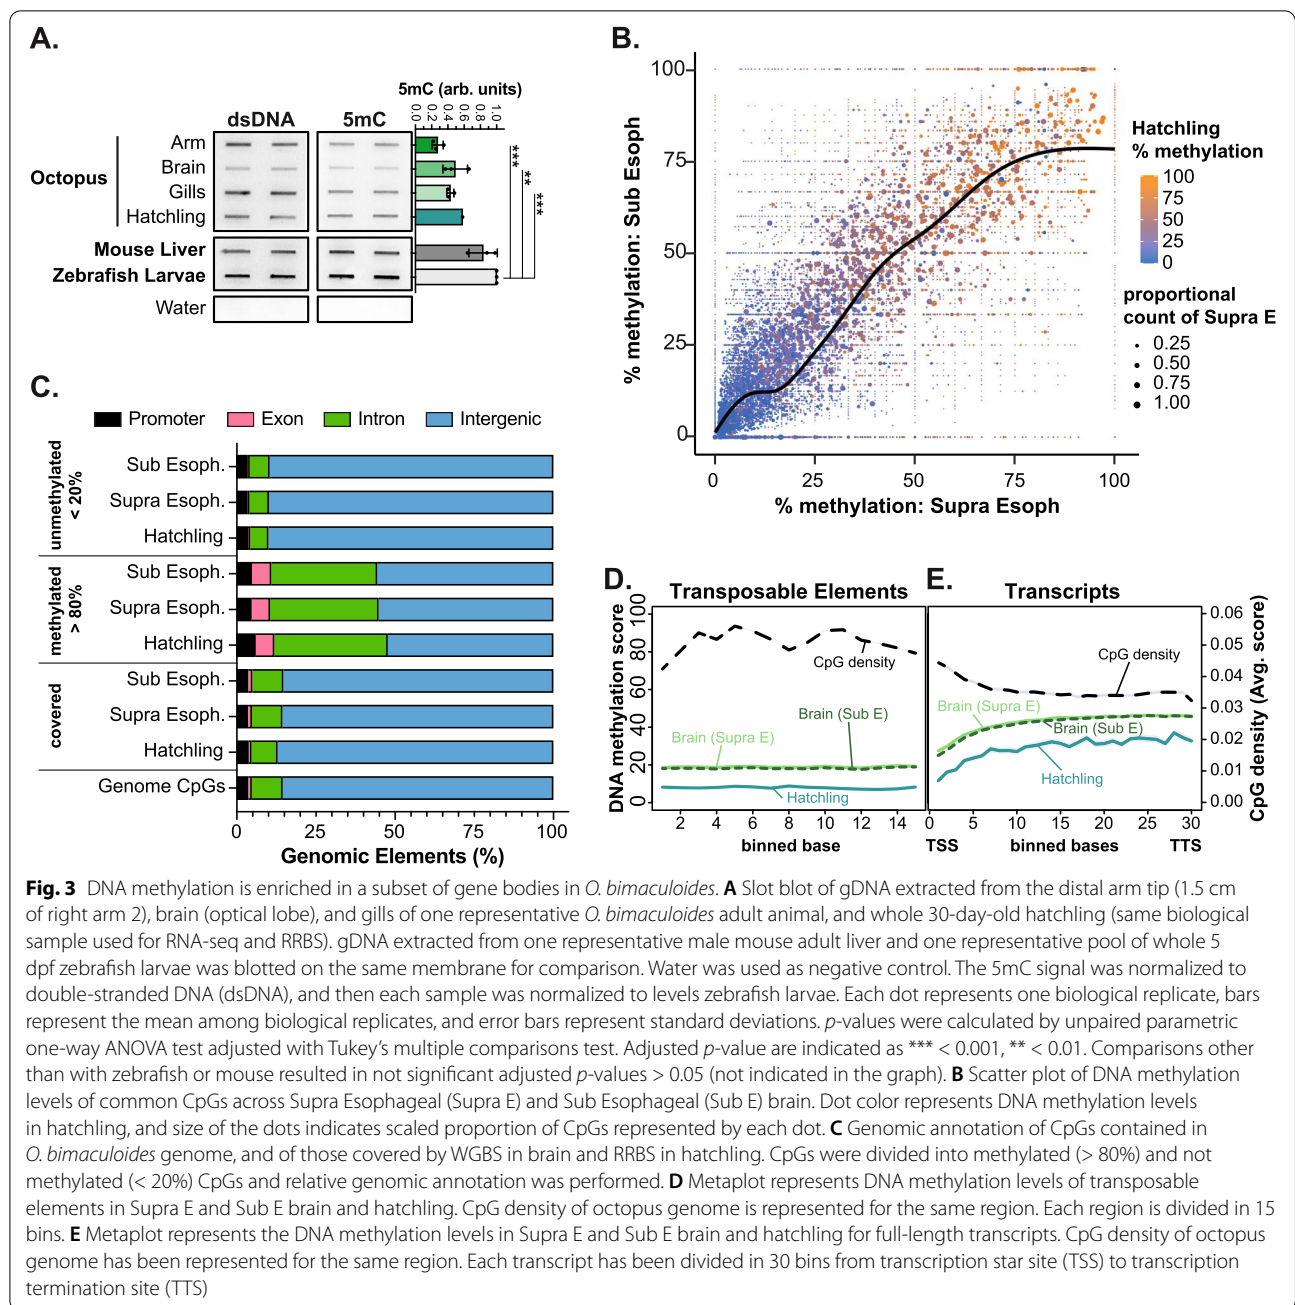 A.
5mC (arb. units)
0.0 0.2 0.4 0.6 0.8 1.0
dsDNA 5mC
Octopus
Arm
Brain
Gills
Hatchling
Mouse Liver
Zebrafish Larvae
Water
*** ** ***
B.
% methylation: Sub Esoph
100
75
50
25
0
0 25 50 75 100
% methylation: Supra Esoph
Hatchling
% methylation
100
75
50
25
0
proportional
count of Supra E
0.25
0.50
0.75
1.00
C.
Promoter Exon Intron Intergenic
unmethylated
< 20%
Sub Esoph.
Supra Esoph.
Hatchling
methylated
> 80%
Sub Esoph.
Supra Esoph.
Hatchling
covered
Sub Esoph.
Supra Esoph.
Hatchling
Genome CpGs
0 25 50 75 100
Genomic Elements (%)
D.
Transposable Elements
DNA methylation score
100
80
60
40
20
0
CpG density
Brain (Sub E)
Brain (Supra E)
Hatchling
2 4 6 8 10 12 14
binned base
E.
Transcripts
CpG density
Brain (Supra E)
Brain (Sub E)
Hatchling
0.06
0.05
0.04
0.03
0.02
0.01
0.00
CpG density (Avg. score)
0 5 10 15 20 25 30
TSS binned bases TTS
Fig. 3 DNA methylation is enriched in a subset of gene bodies in O. bimaculoides. A Slot blot of gDNA extracted from the distal arm tip (1.5 cm
of right arm 2), brain (optical lobe), and gills of one representative O. bimaculoides adult animal, and whole 30-day-old hatchling (same biological
sample used for RNA-seq and RRBS). gDNA extracted from one representative male mouse adult liver and one representative pool of whole 5
dpf zebrafish larvae was blotted on the same membrane for comparison. Water was used as negative control. The 5mC signal was normalized to
double-stranded DNA (dsDNA), and then each sample was normalized to levels zebrafish larvae. Each dot represents one biological replicate, bars
represent the mean among biological replicates, and error bars represent standard deviations. p-values were calculated by unpaired parametric
one-way ANOVA test adjusted with Tukey's multiple comparisons test. Adjusted p-value are indicated as *** < 0.001, ** < 0.01. Comparisons other
than with zebrafish or mouse resulted in not significant adjusted p-values > 0.05 (not indicated in the graph). B Scatter plot of DNA methylation
levels of common CpGs across Supra Esophageal (Supra E) and Sub Esophageal (Sub E) brain. Dot color represents DNA methylation levels
in hatchling, and size of the dots indicates scaled proportion of CpGs represented by each dot. C Genomic annotation of CpGs contained in
O. bimaculoides genome, and of those covered by WGBS in brain and RRBS in hatchling. CpGs were divided into methylated (> 80%) and not
methylated (< 20%) CpGs and relative genomic annotation was performed. D Metaplot represents DNA methylation levels of transposable
elements in Supra E and Sub E brain and hatchling. CpG density of octopus genome is represented for the same region. Each region is divided in 15
bins. E Metaplot represents the DNA methylation levels in Supra E and Sub E brain and hatchling for full-length transcripts. CpG density of octopus
genome has been represented for the same region. Each transcript has been divided in 30 bins from transcription star site (TSS) to transcription
termination site (TTS)